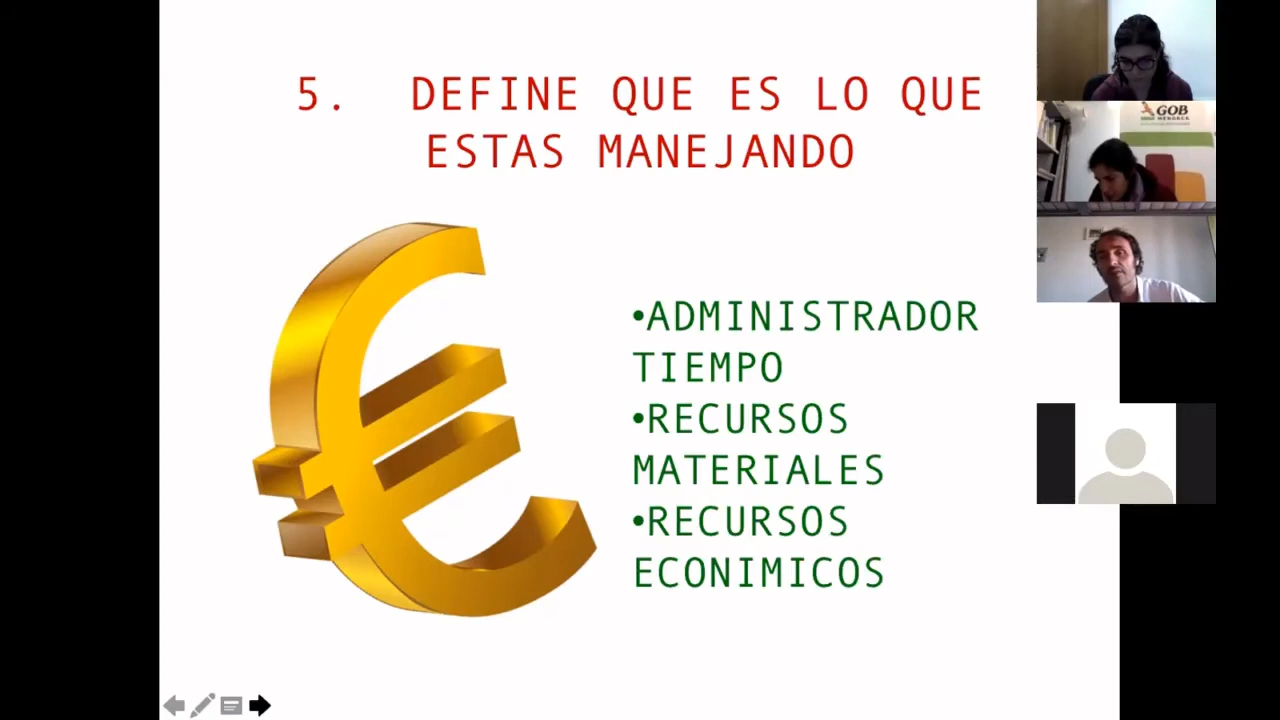 5. DEFINE QUE ES LO QUE
ESTAS MANEJANDO
•ADMINISTRADOR
TIEMPO
•RECURSOS
MATERIALES
•RECURSOS
ECONIMICOS
GOB
MENORCA